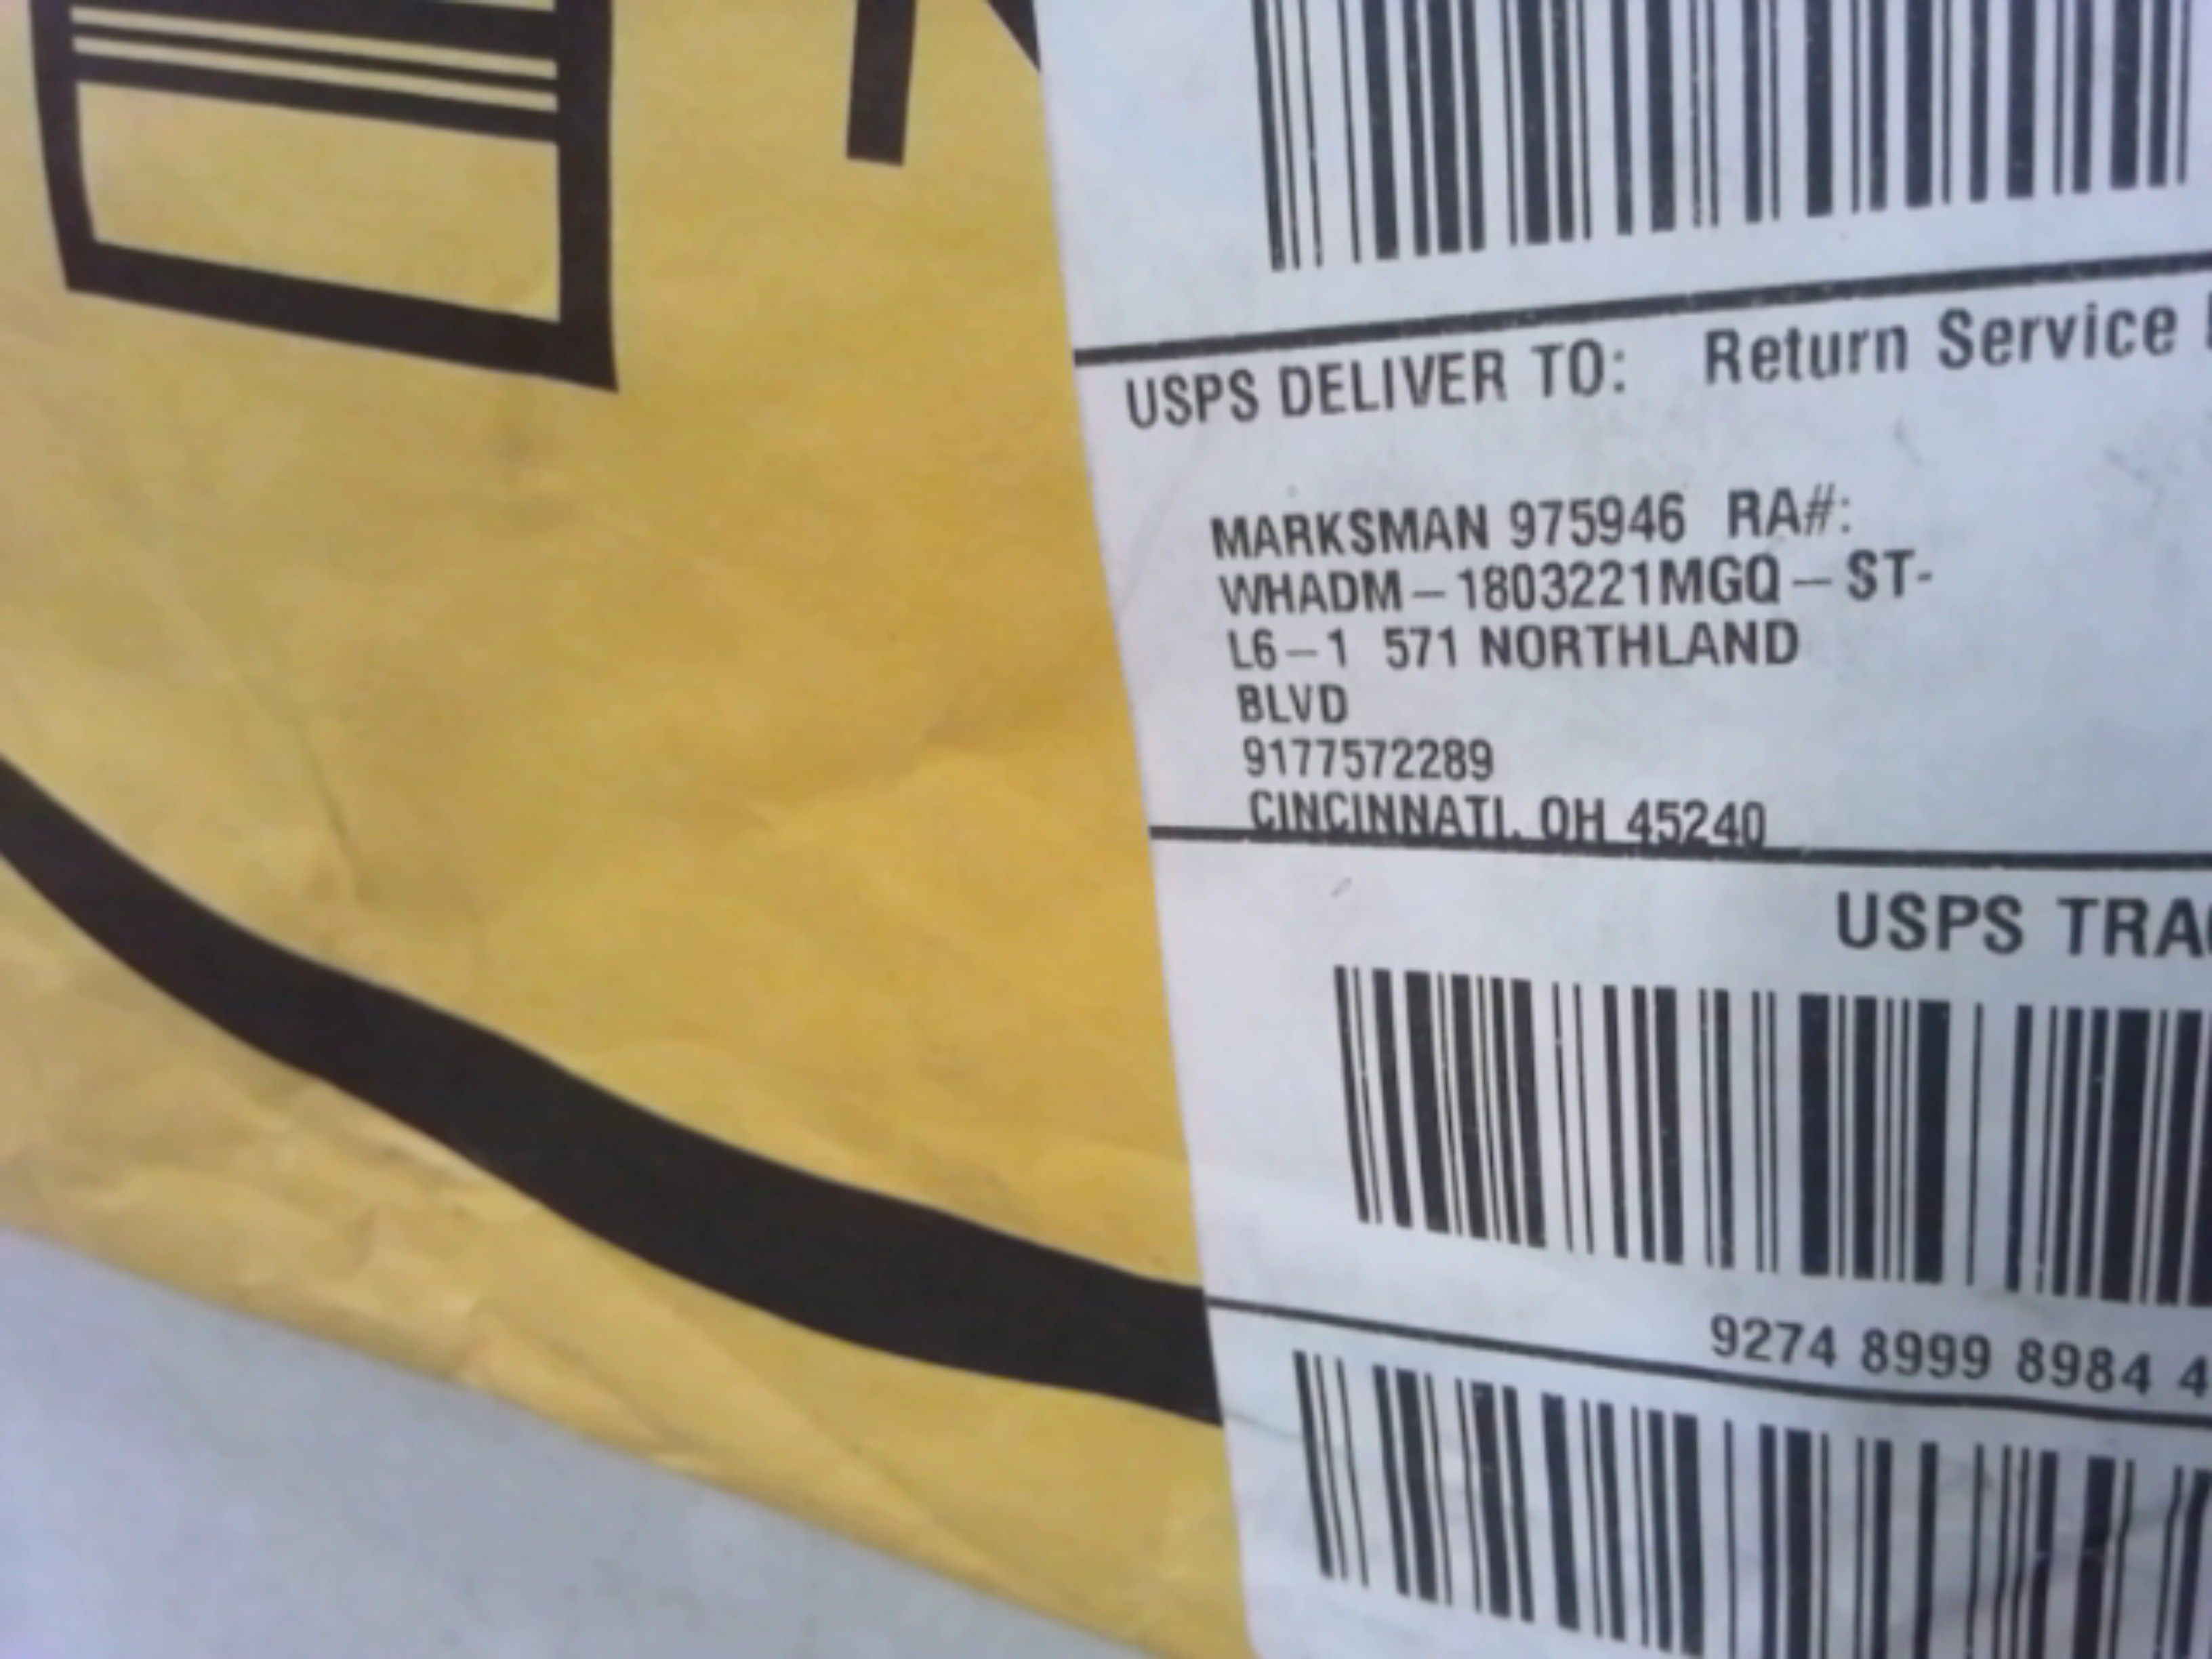 USPS DELIVER TO: Return Service
MARKSMAN 975946 RA#:
WHADM-1803221MGQ-ST-
L6-1 571 NORTHLAND
BLVD
9177572289
CINCINNATI, OH 45240
USPS TRA
9274 8999 8984 4